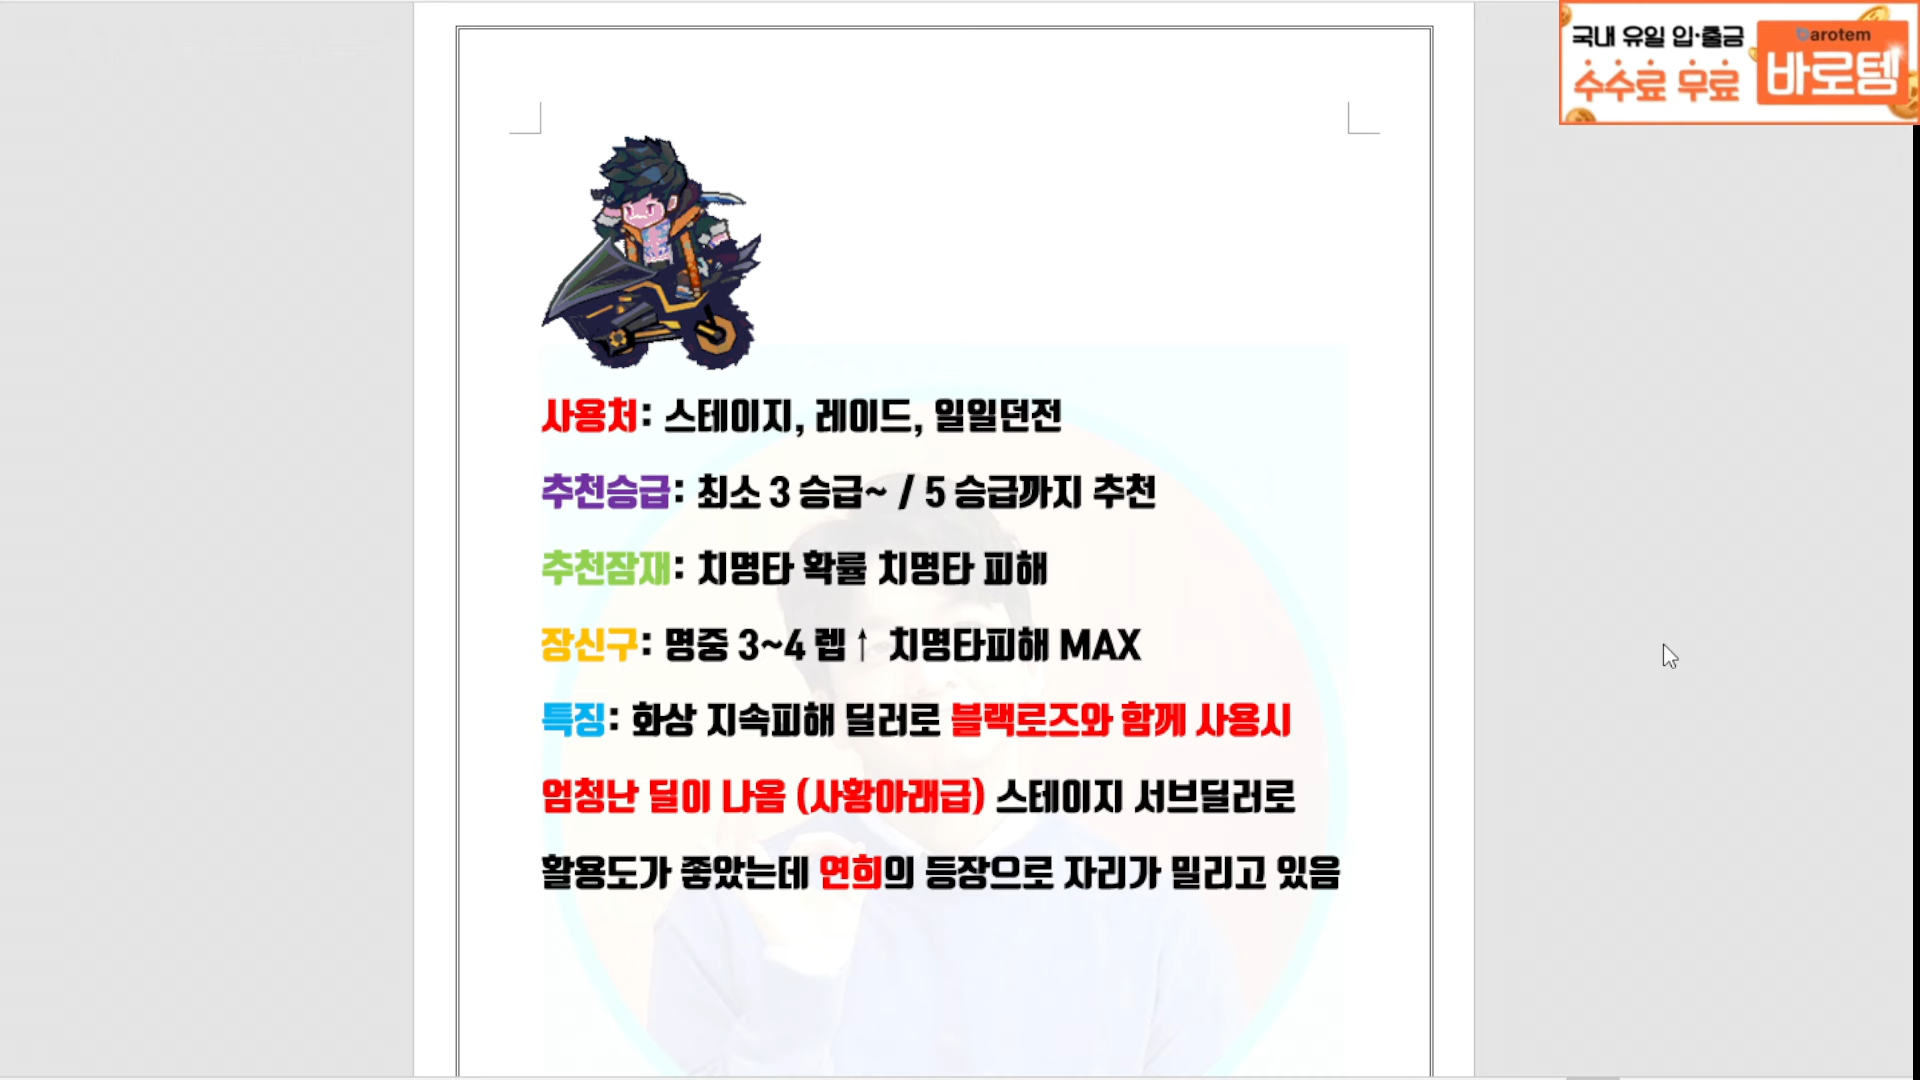 국내 유일 입·출금
수수료 무료
barotem
바로템
사용처: 스테이지, 레이드, 일일던전
추천승급: 최소 3 승급~ / 5 승급까지 추천
추천잠재: 치명타 확률 치명타 피해
장신구: 명중 3~4 렙↑ 치명타피해 MAX
특징: 화상 지속피해 딜러로 블랙로즈와 함께 사용시
엄청난 딜이 나옴 (사황아래급) 스테이지 서브딜러로
활용도가 좋았는데 연희의 등장으로 자리가 밀리고 있음